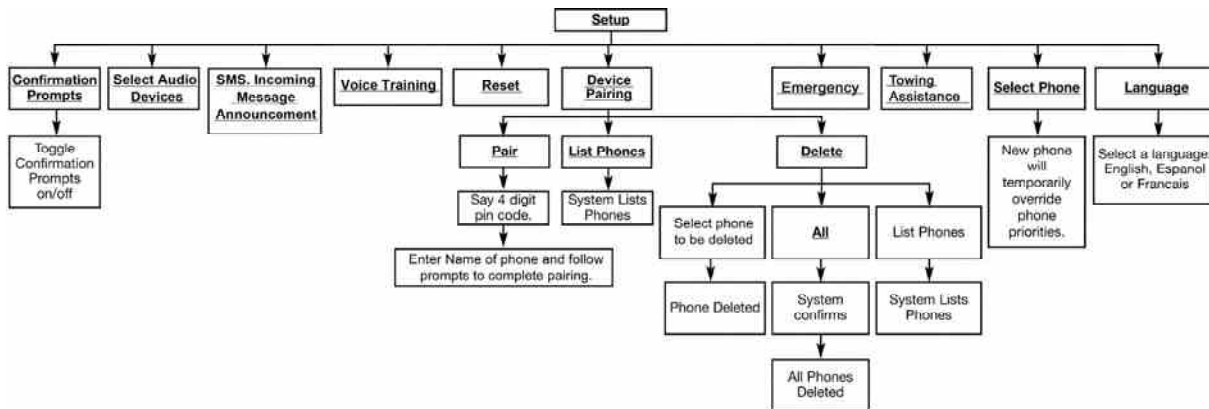 Setup
Confirmation
Prompts
Select Audio
Devices
SMS. Incoming
Message
Announcement
Voice Training
Reset
Device
Pairing
Emergency
Towing
Assistance
Select Phone
Language
Toggle
Confirmation
Prompts
on/off
Pair
List Phones
Delete
New phone
will
temporarily
override
phone
priorities.
Select a language:
English, Espanol
or Francais
Say 4 digit
pin code.
System Lists
Phones
Enter Name of phone and follow
prompts to complete pairing.
Select phone
to be deleted
All
List Phones
Phone Deleted
System
confirms
System Lists
Phones
All Phones
Deleted